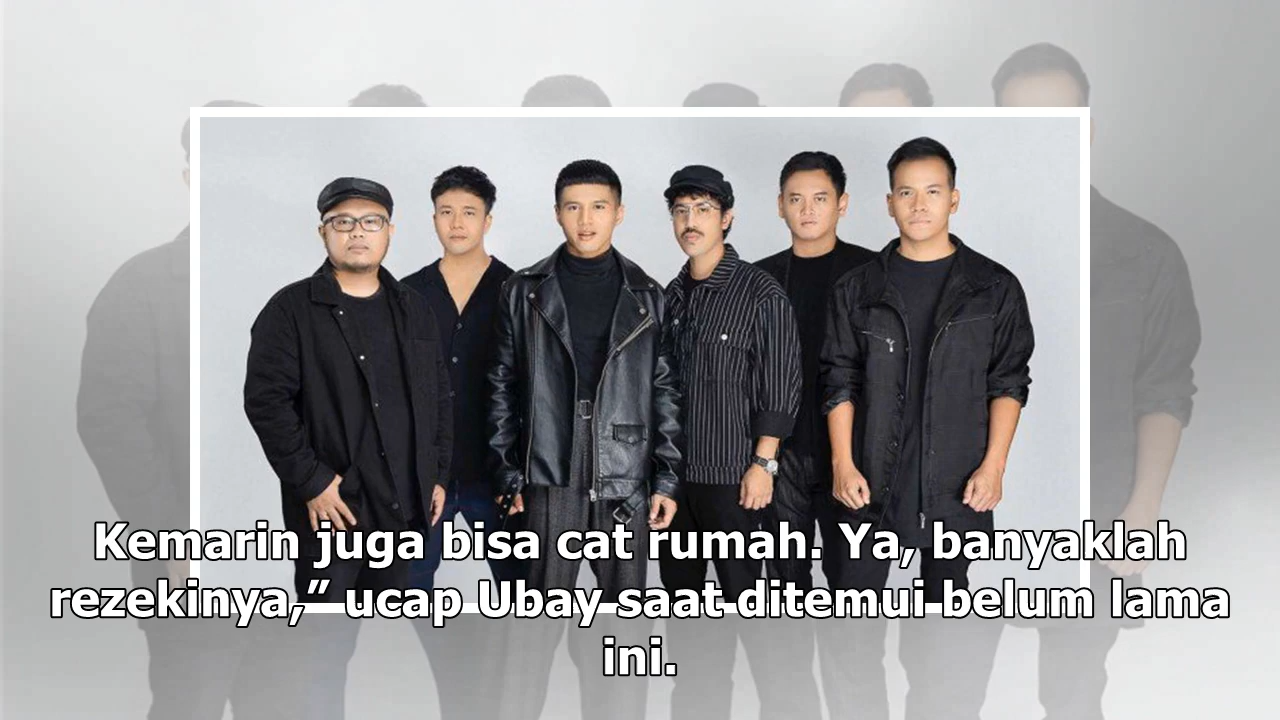 Kemarin juga bisa cat rumah. Ya, banyaklah
rezekinya,” ucap Ubay saat ditemui belum lama
ini.